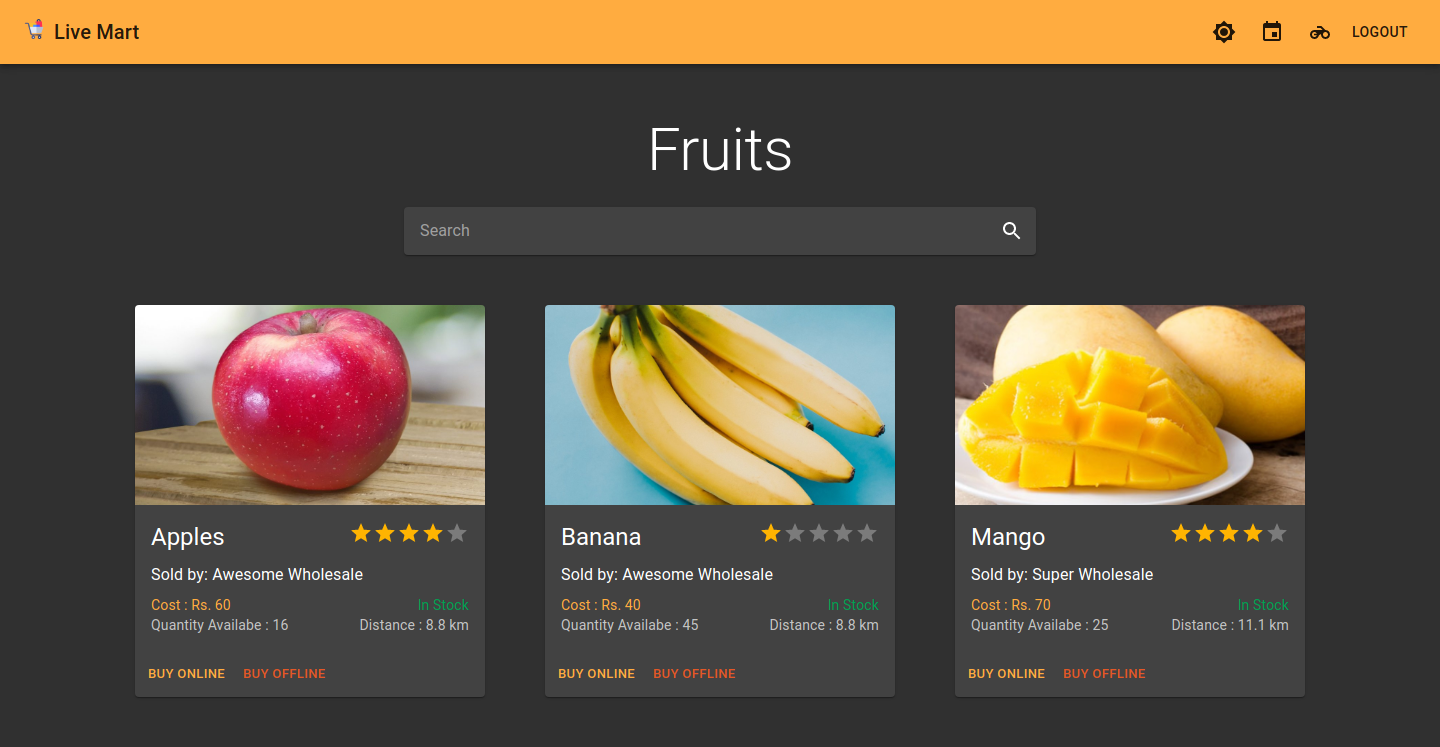 Live Mart
LOGOUT
Fruits
Search
Apples
Sold by: Awesome Wholesale
Cost : Rs. 60 In Stock
Quantity Availabe : 16 Distance : 8.8 km
BUY ONLINE BUY OFFLINE
Banana
Sold by: Awesome Wholesale
Cost : Rs. 40 In Stock
Quantity Availabe : 45 Distance : 8.8 km
BUY ONLINE BUY OFFLINE
Mango
Sold by: Super Wholesale
Cost : Rs. 70 In Stock
Quantity Availabe : 25 Distance : 11.1 km
BUY ONLINE BUY OFFLINE